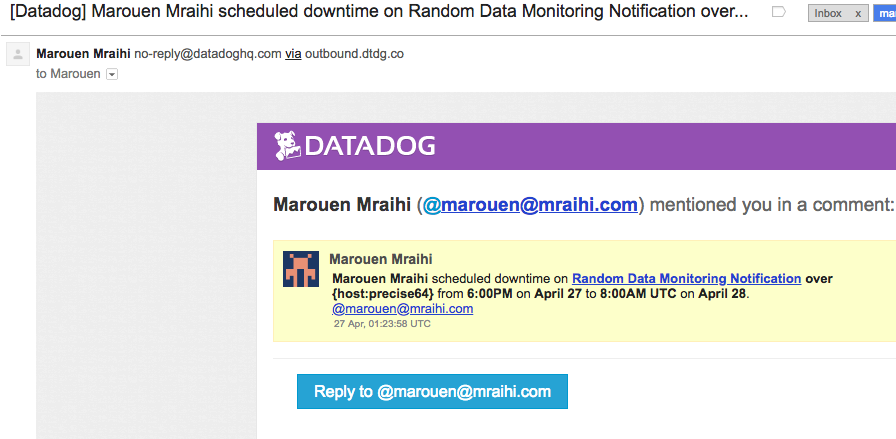 [Datadog] Marouen Mraihi scheduled downtime on Random Data Monitoring Notification over...
Inbox x
Marouen Mraihi no-reply@datadoghq.com via outbound.dtdg.co
to Marouen
DATADOG
Marouen Mraihi (@marouen@mraihi.com) mentioned you in a comment:
Marouen Mraihi
Marouen Mraihi scheduled downtime on Random Data Monitoring Notification over
{host:precise64} from 6:00PM on April 27 to 8:00AM UTC on April 28.
@marouen@mraihi.com
27 Apr, 01:23:58 UTC
Reply to @marouen@mraihi.com